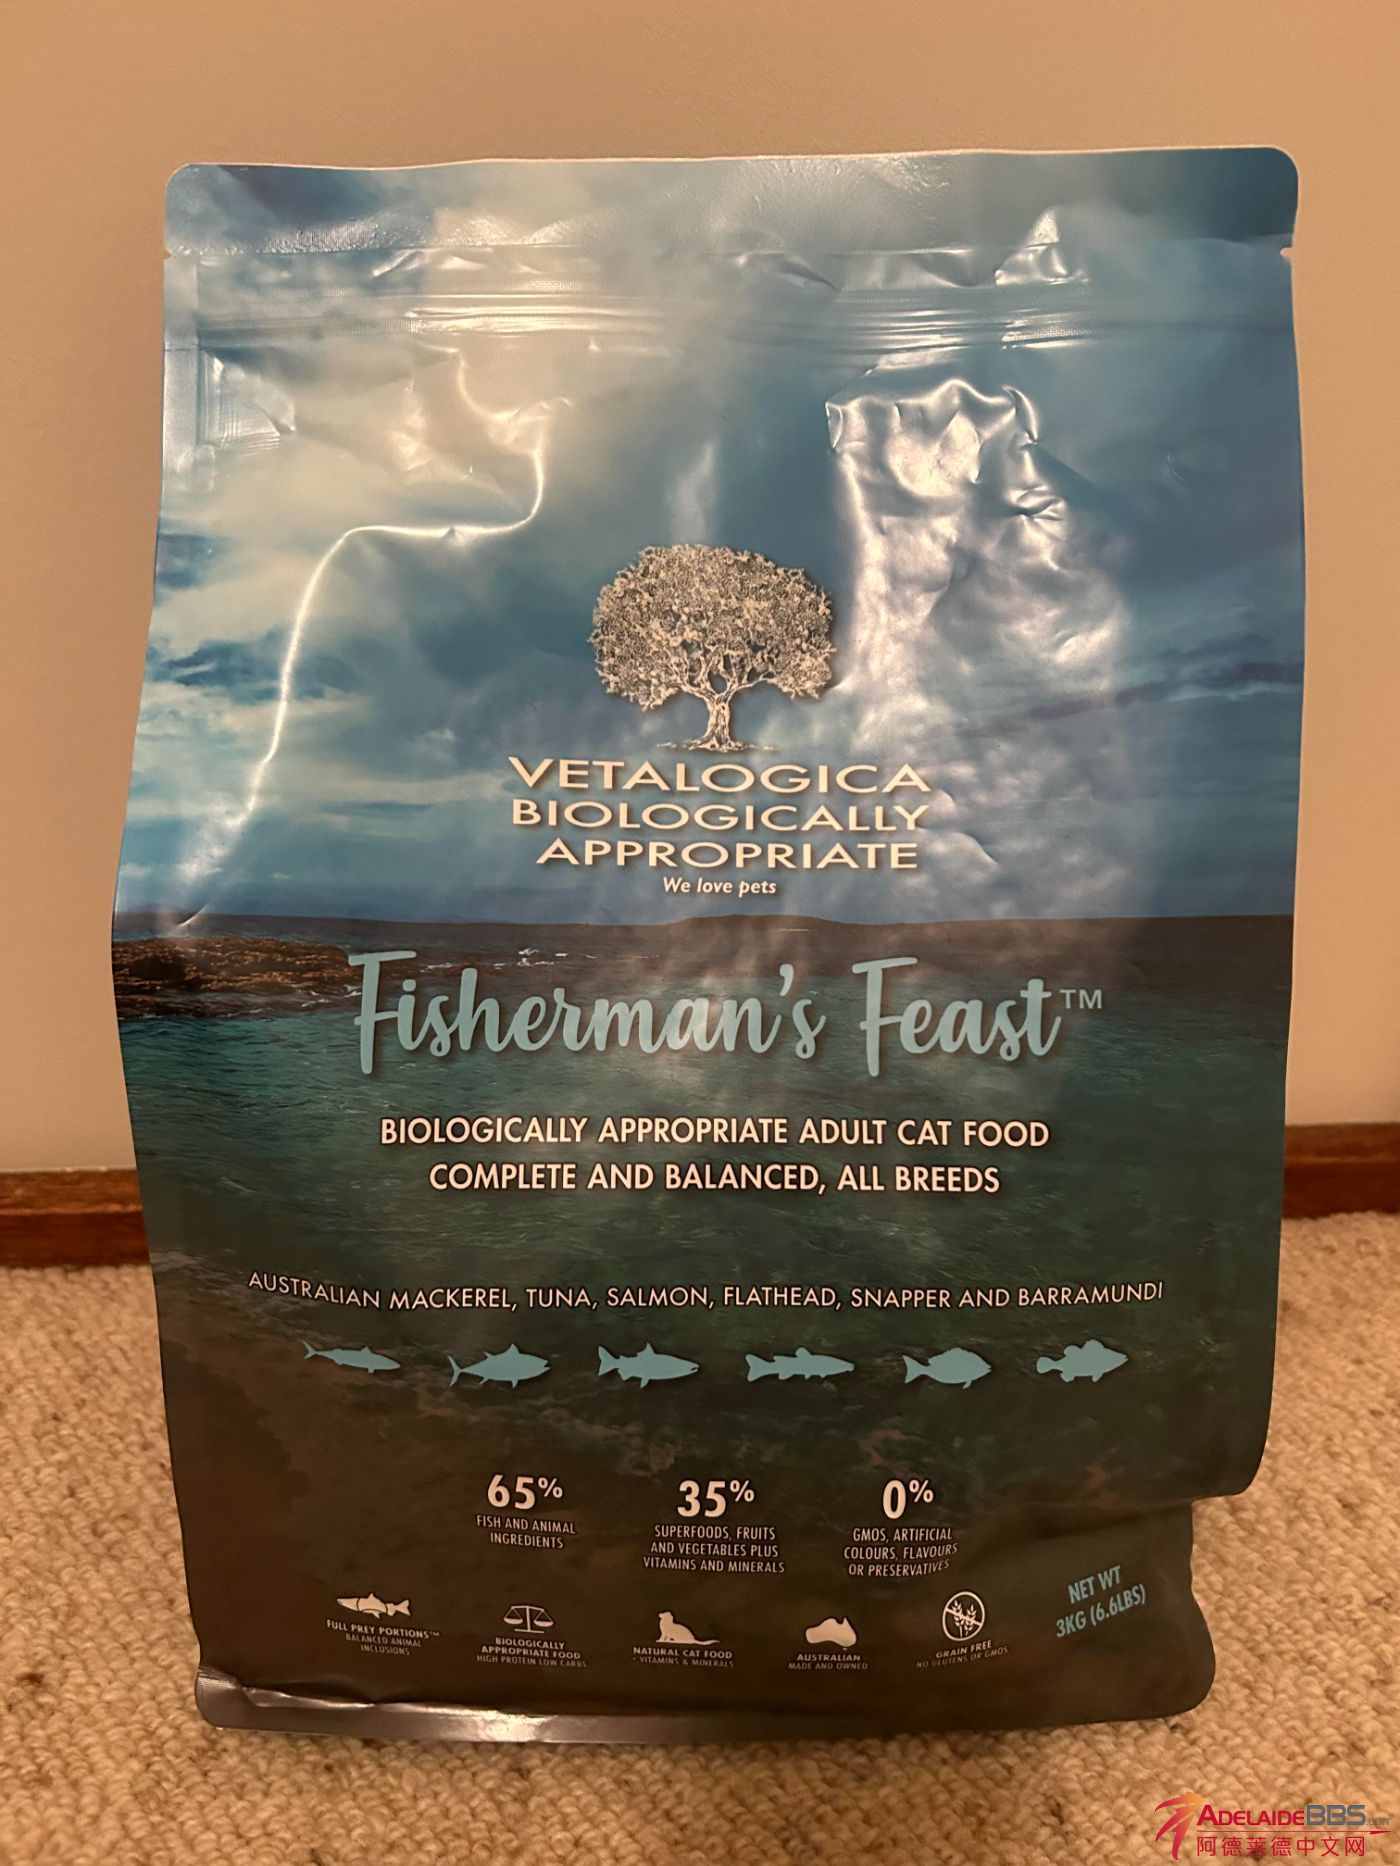 VETALOGICA
BIOLOGICALLY
APPROPRIATE
We love pets
Fisherman's Feast™
BIOLOGICALLY APPROPRIATE ADULT CAT FOOD
COMPLETE AND BALANCED, ALL BREEDS
AUSTRALIAN MACKEREL, TUNA, SALMON, FLATHEAD, SNAPPER AND BARRAMUNDI
65%
FISH AND ANIMAL
INGREDIENTS
35%
SUPERFOODS, FRUITS
AND VEGETABLES PLUS
VITAMINS AND MINERALS
0%
GMOS, ARTIFICIAL
COLOURS, FLAVOURS
OR PRESERVATIVES
NET WT
3KG (6.6LBS)
FULL PREY PORTIONS™
BALANCED ANIMAL
INCLUSIONS
BIOLOGICALLY
APPROPRIATE FOOD
HIGH PROTEIN LOW CARBS
NATURAL CAT FOOD
+ VITAMINS & MINERALS
AUSTRALIAN
MADE AND OWNED
GRAIN FREE
NO GLUTENS OR GMOS
ADELAIDEBBS.com
阿德莱德中文网